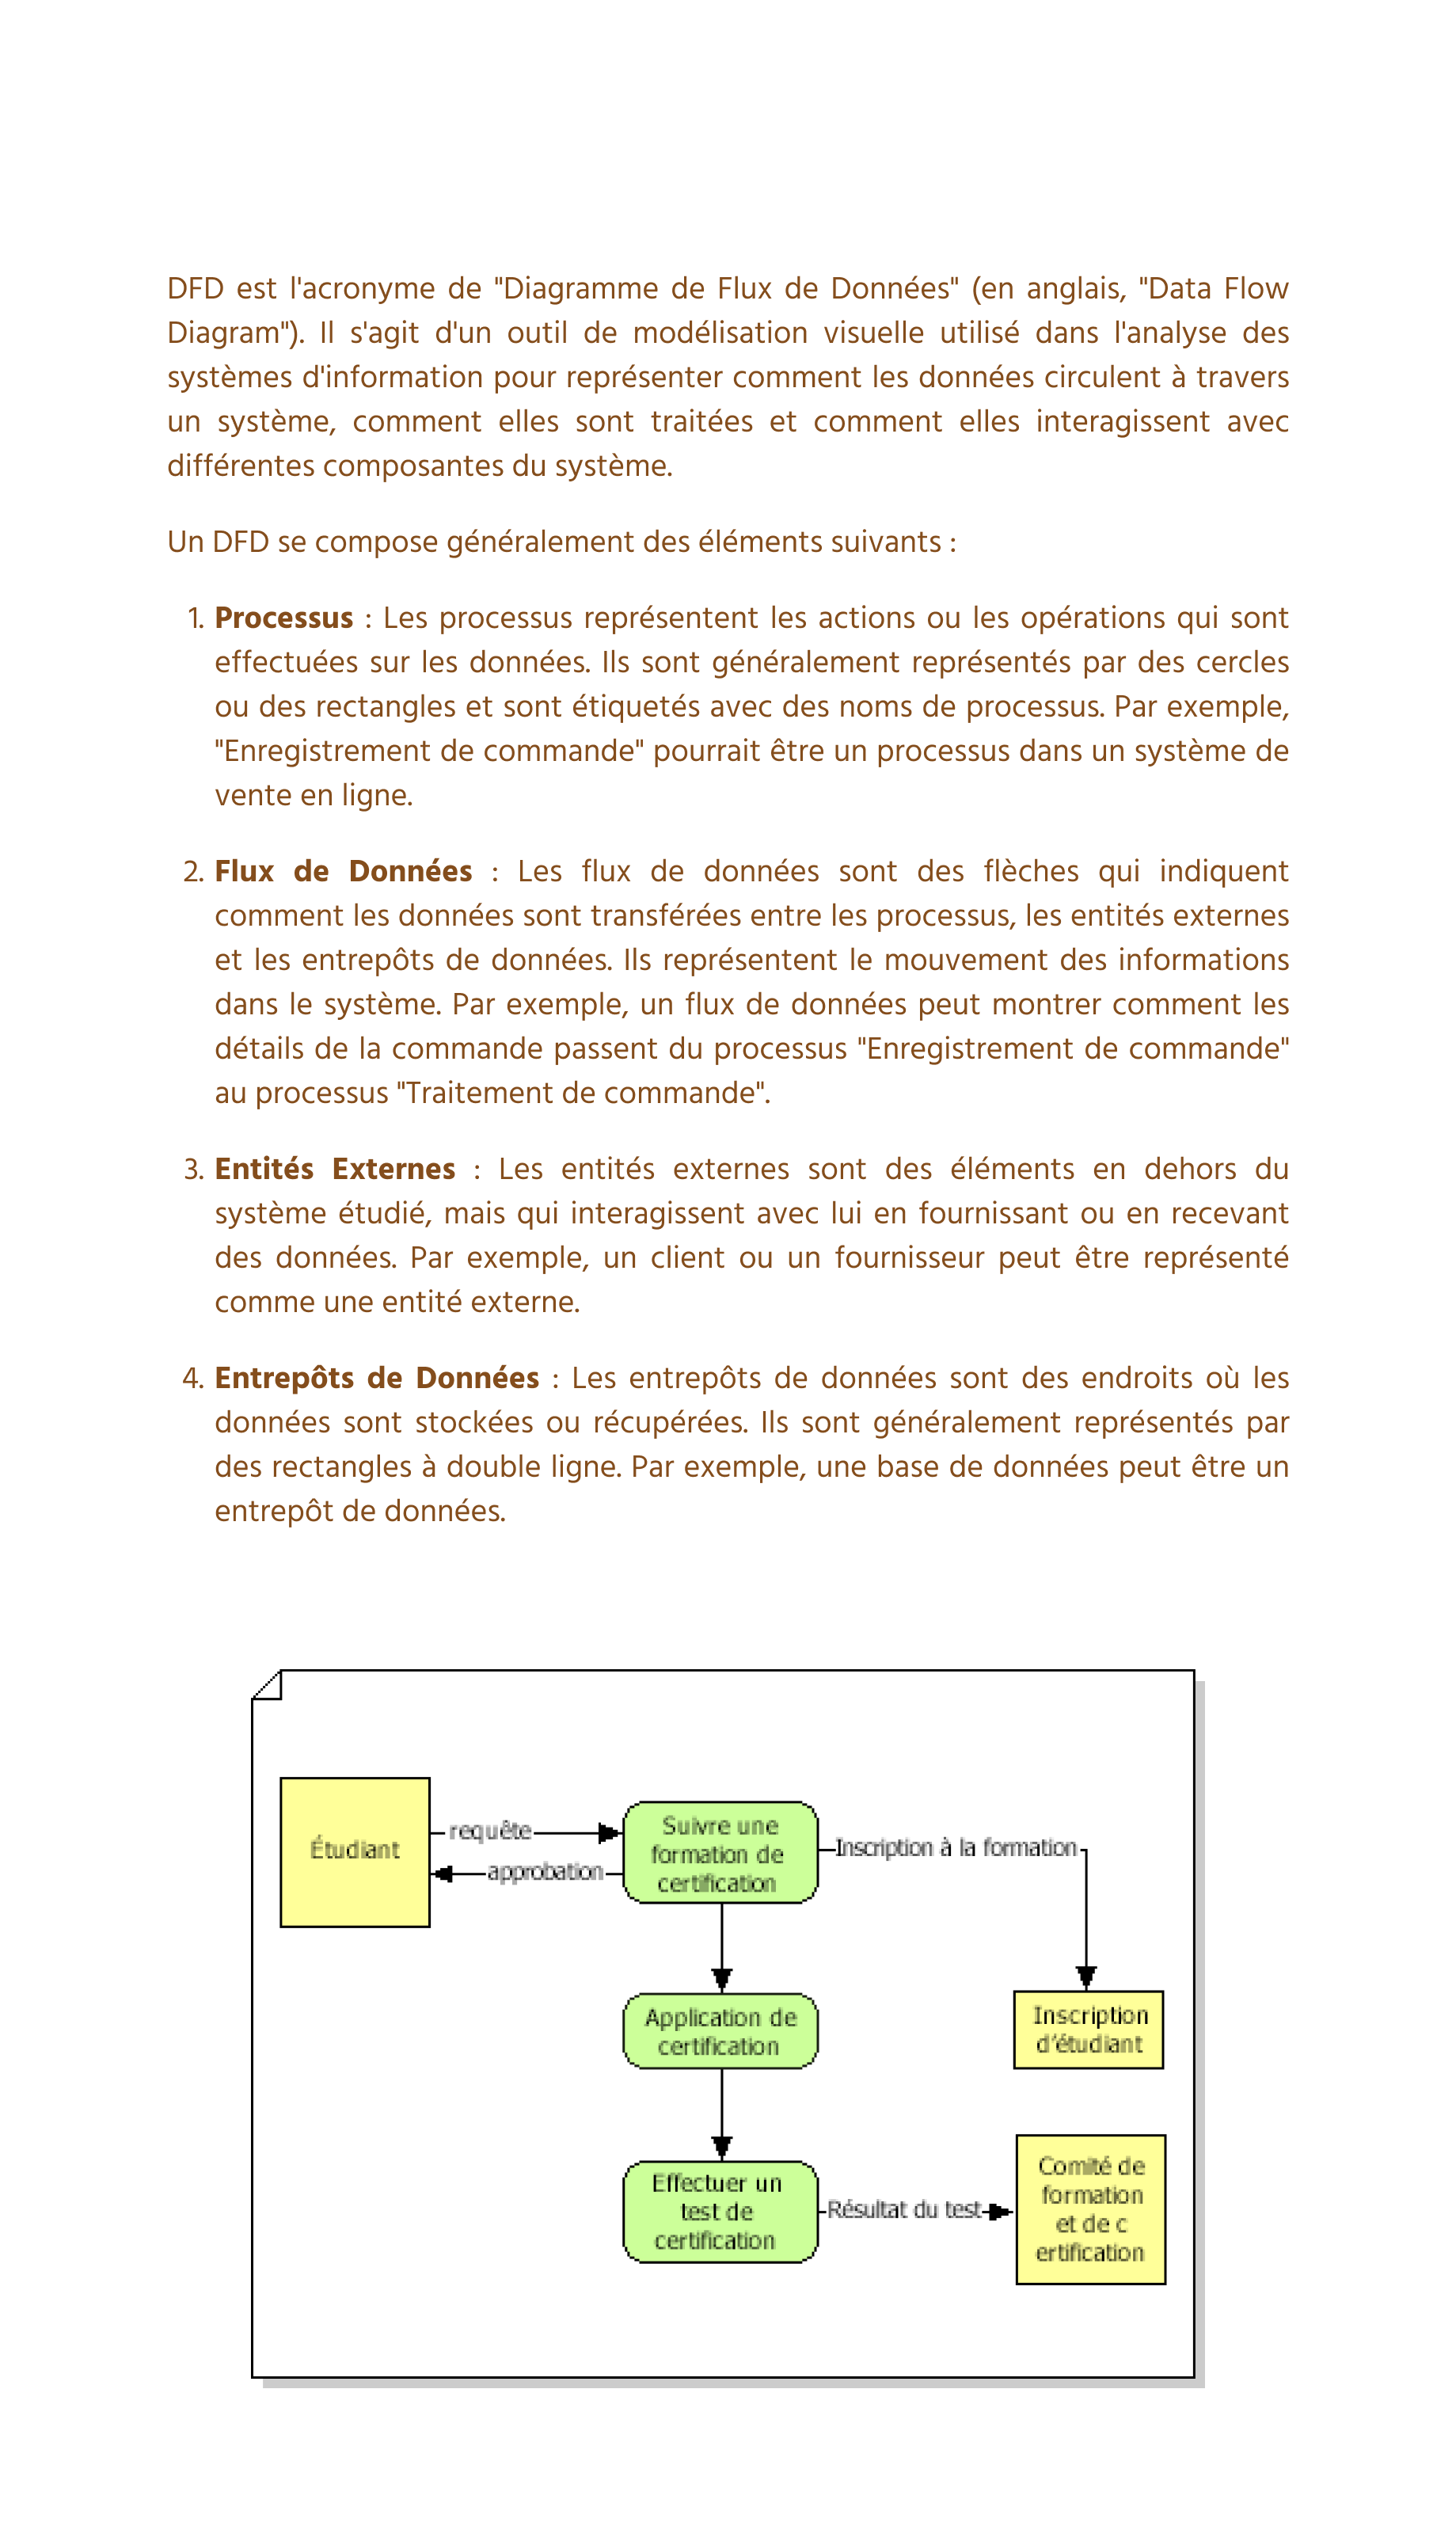 DFD est l'acronyme de "Diagramme de Flux de Données" (en anglais, "Data Flow
Diagram"). Il s'agit d'un outil de modélisation visuelle utilisé dans l'analyse des
systèmes d'information pour représenter comment les données circulent à travers
un système, comment elles sont traitées et comment elles interagissent avec
différentes composantes du système.
Un DFD se compose généralement des éléments suivants :
1. Processus : Les processus représentent les actions ou les opérations qui sont
effectuées sur les données. Ils sont généralement représentés par des cercles
ou des rectangles et sont étiquetés avec des noms de processus. Par exemple,
"Enregistrement de commande" pourrait être un processus dans un système de
vente en ligne.
2. Flux de Données : Les flux de données sont des flèches qui indiquent
comment les données sont transférées entre les processus, les entités externes
et les entrepôts de données. Ils représentent le mouvement des informations
dans le système. Par exemple, un flux de données peut montrer comment les
détails de la commande passent du processus "Enregistrement de commande"
au processus "Traitement de commande".
3. Entités Externes : Les entités externes sont des éléments en dehors du
système étudié, mais qui interagissent avec lui en fournissant ou en recevant
des données. Par exemple, un client ou un fournisseur peut être représenté
comme une entité externe.
4. Entrepôts de Données : Les entrepôts de données sont des endroits où les
données sont stockées ou récupérées. Ils sont généralement représentés par
des rectangles à double ligne. Par exemple, une base de données peut être un
entrepôt de données.
Étudiant
requête
approbation
Suivre une
formation de
certification
Inscription à la formation
Application de
certification
Inscription
d'étudiant
Effectuer un
test de
certification
Résultat du test
Comité de
formation
et de c
ertification